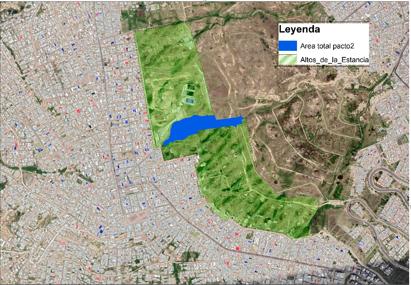 Leyenda
Area total pacto2
Altos_de_la_Estancia